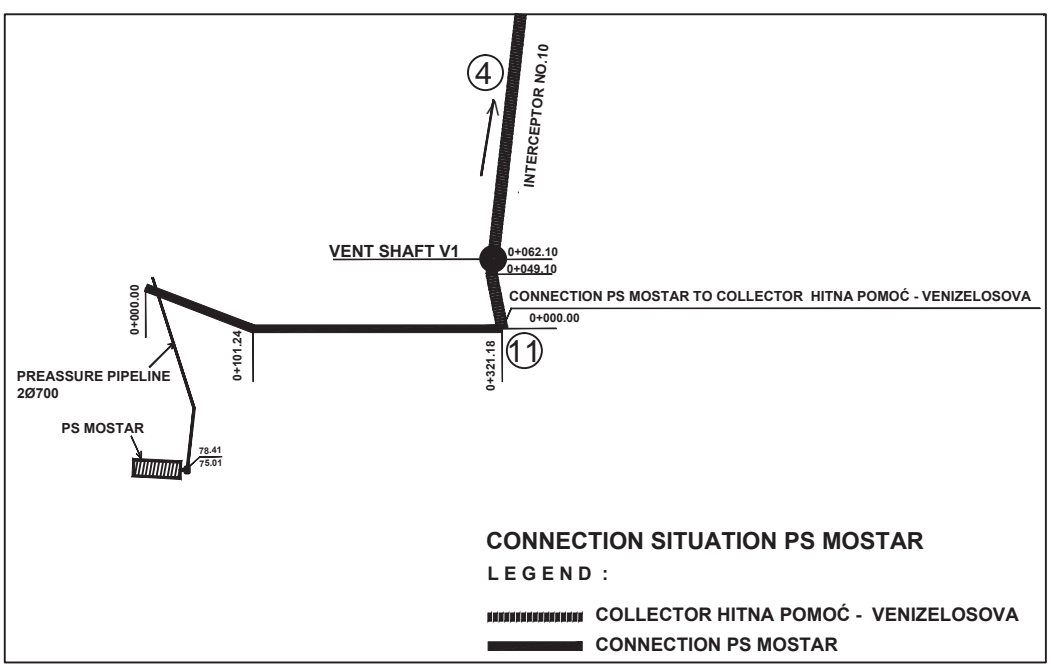 4
INTERCEPTOR NO.10
VENT SHAFT V1
0+062.10
0+049.10
CONNECTION PS MOSTAR TO COLLECTOR HITNA POMOĆ - VENIZELOSOVA
0+000.00
0+000.00
0+101.24
0+321.18
11
PREASSURE PIPELINE
2Ø700
PS MOSTAR
78.41
75.01
CONNECTION SITUATION PS MOSTAR
LEGEND :
COLLECTOR HITNA POMOĆ - VENIZELOSOVA
CONNECTION PS MOSTAR